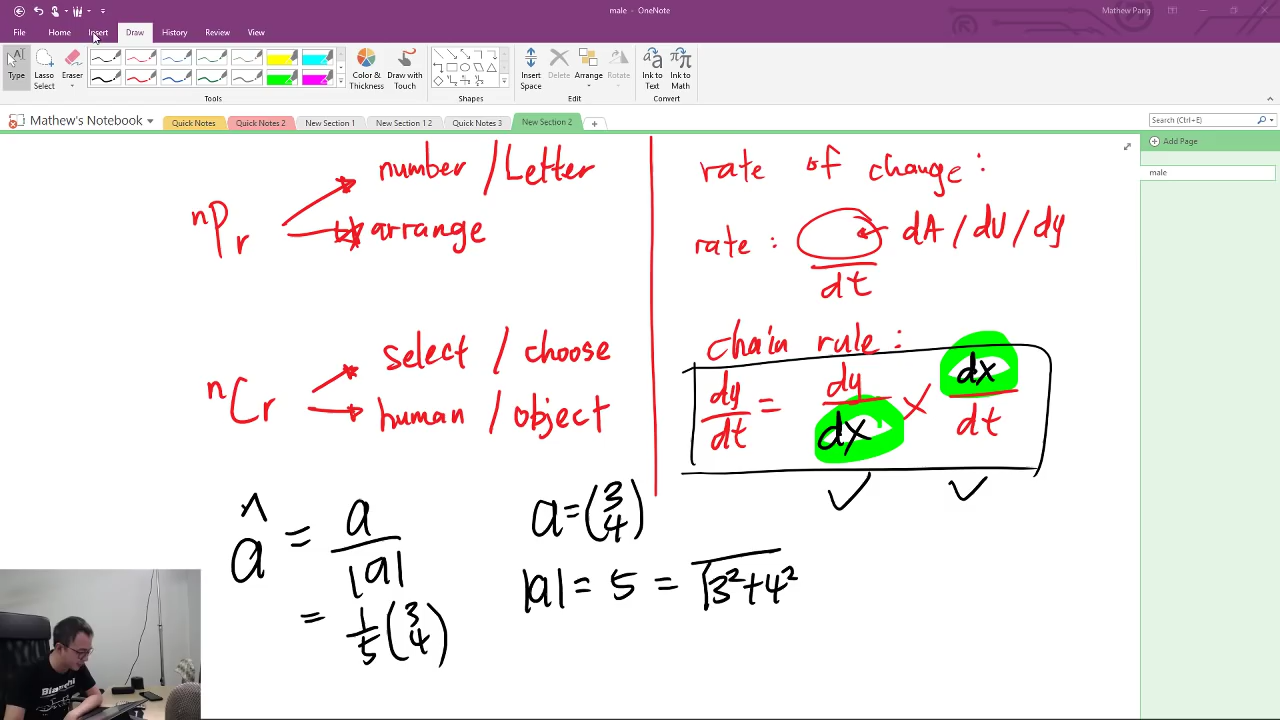 male - OneNote
Mathew Pang
File Home Insert Draw History Review View
Type
Lasso Select
Eraser
Color & Thickness
Draw with Touch
Insert Space
Delete
Arrange
Rotate
Ink to Text
Ink to Math
Tools
Shapes
Edit
Convert
Mathew's Notebook
Quick Notes
Quick Notes 2
New Section 1
New Section 1 2
Quick Notes 3
New Section 2
Search (Ctrl+E)
Add Page
male
nPr
number / Letter
arrange
nCr
select / choose
human / object
rate of change :
rate : /dt
dA / dV / dy
chain rule :
dy/dt = dy/dx × dx/dt
â = a/|a|
= 1/5 (3 4)
a = (3 4)
|a| = 5 = √3²+4²
Bianchi